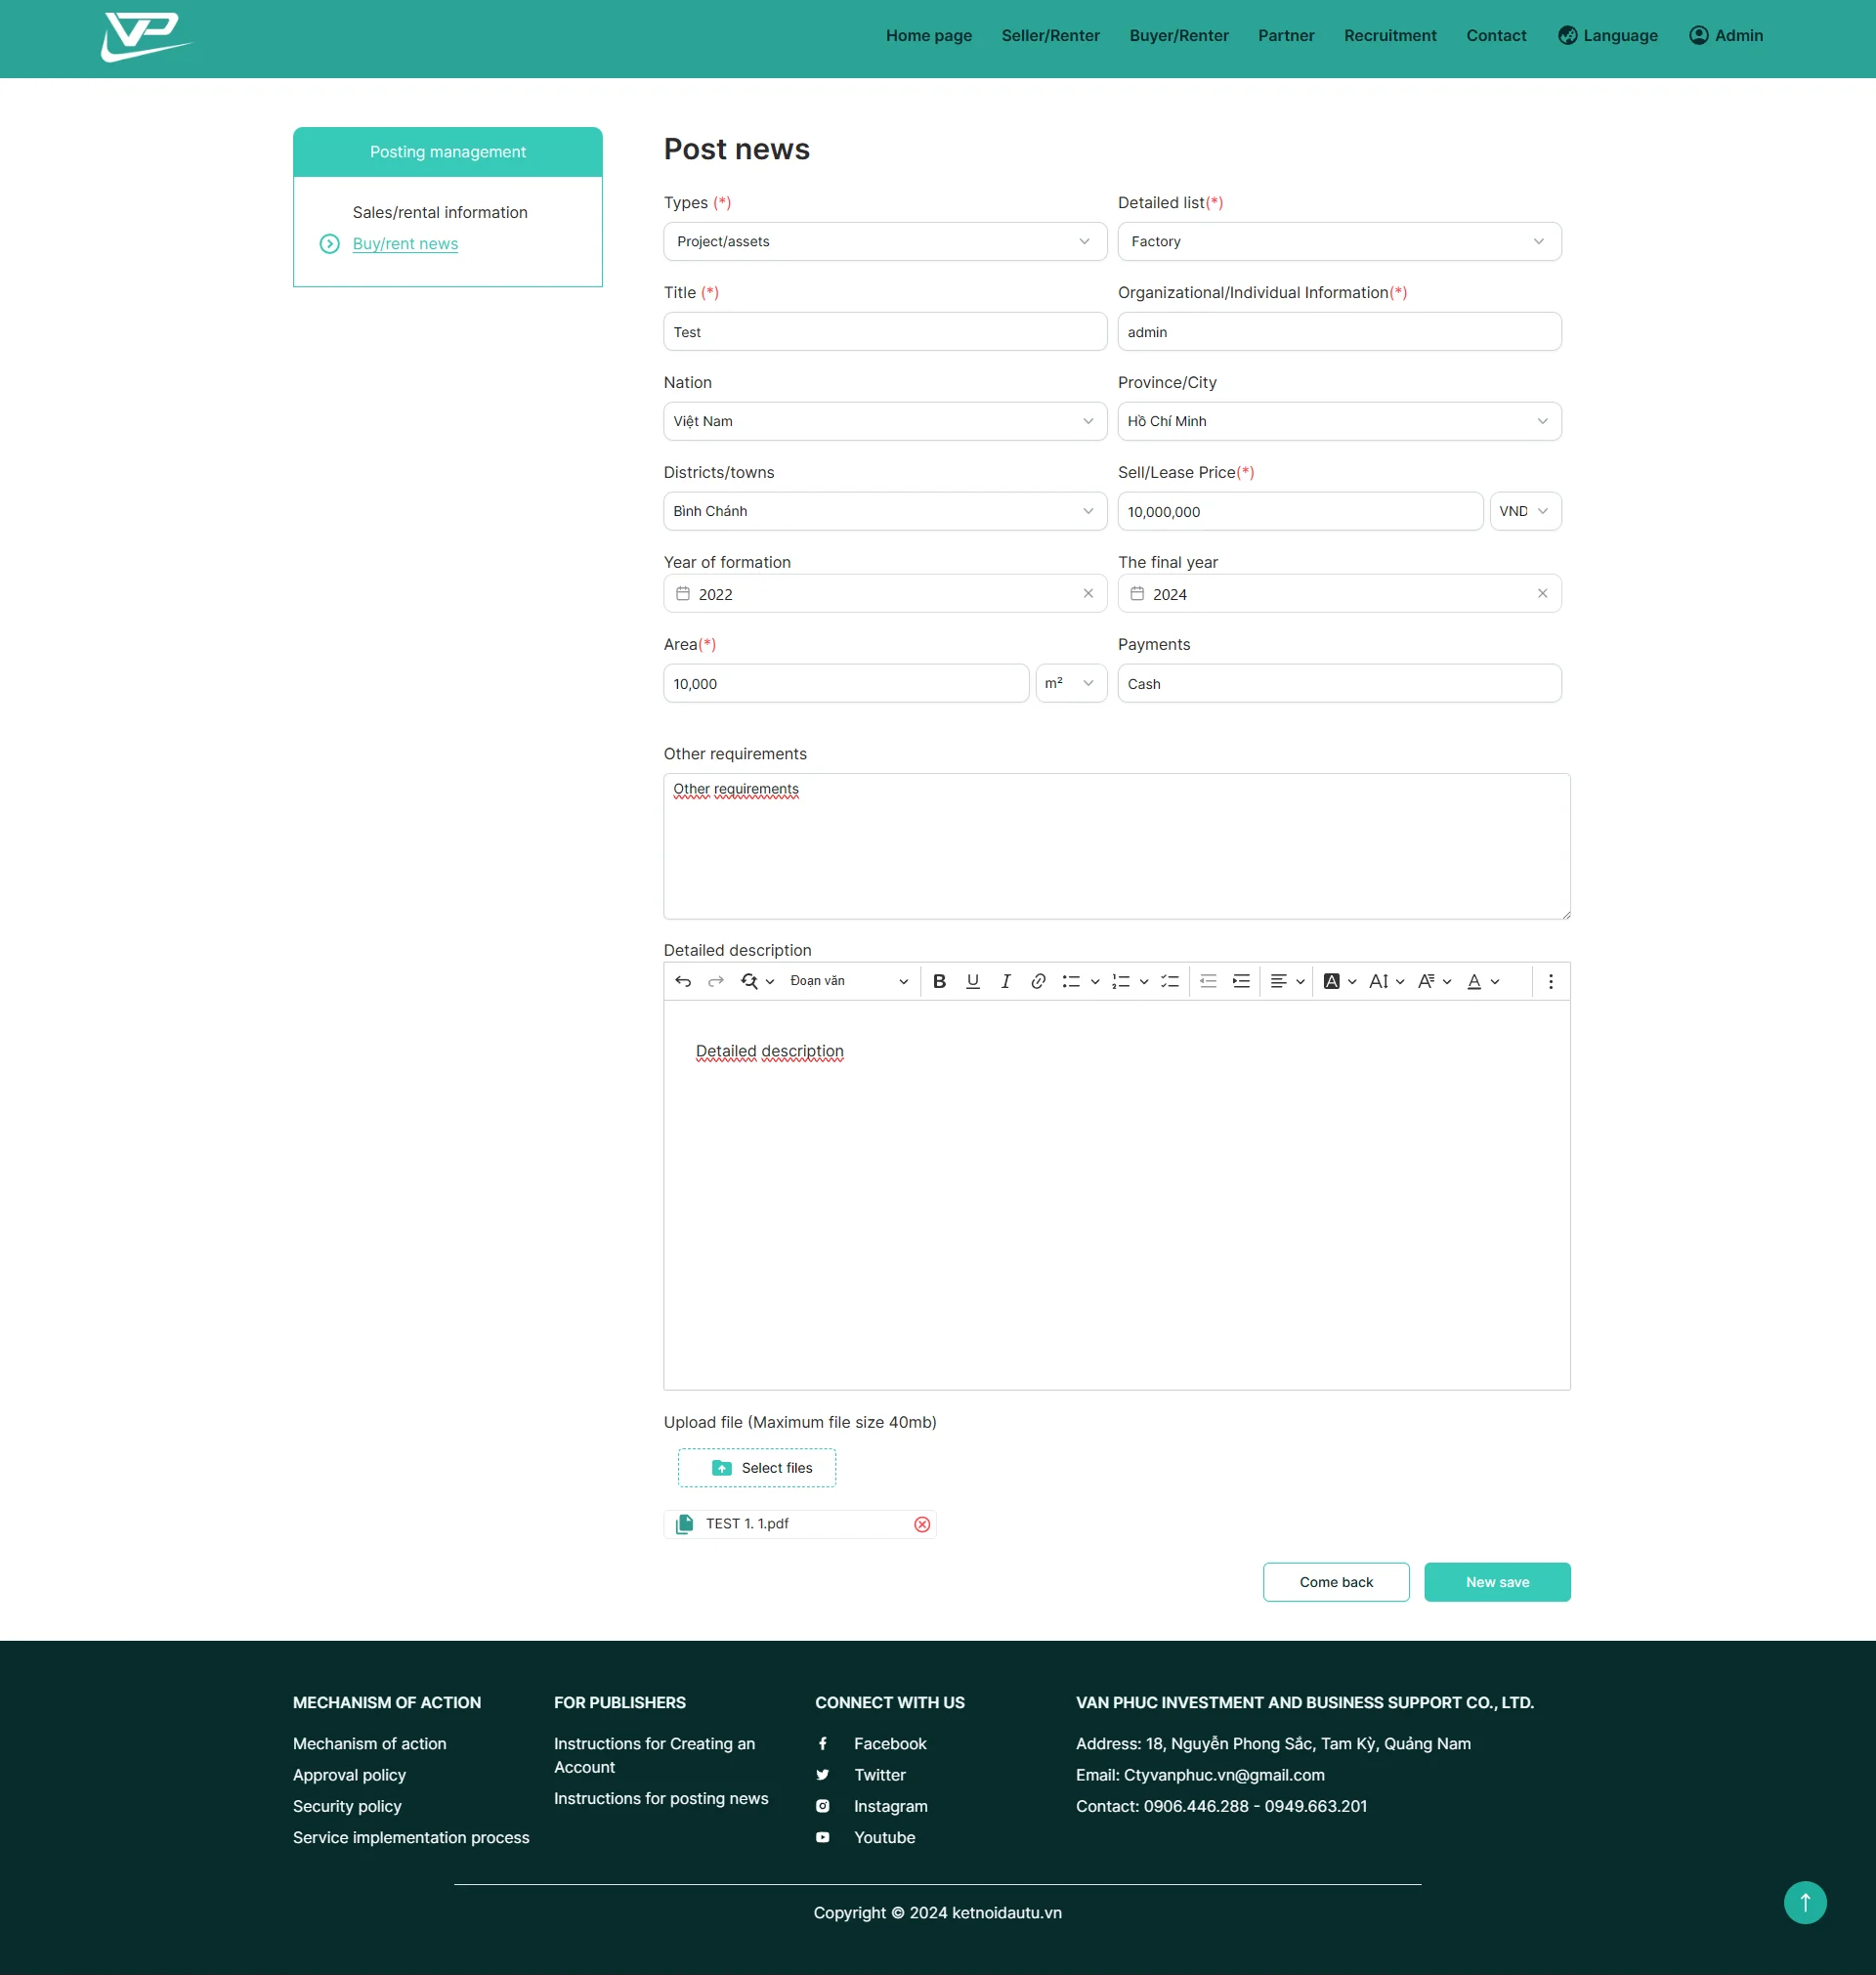 VP
Home page Seller/Renter Buyer/Renter Partner Recruitment Contact Language Admin
Posting management
Sales/rental information
Buy/rent news
Post news
Types (*) Detailed list(*)
Project/assets Factory
Title (*) Organizational/Individual Information(*)
Test admin
Nation Province/City
Việt Nam Hồ Chí Minh
Districts/towns Sell/Lease Price(*)
Bình Chánh 10,000,000 VND
Year of formation The final year
2022 2024
Area(*) Payments
10,000 m² Cash
Other requirements
Other requirements
Detailed description
Đoạn văn
Detailed description
Upload file (Maximum file size 40mb)
Select files
TEST 1. 1.pdf
Come back New save
MECHANISM OF ACTION
Mechanism of action
Approval policy
Security policy
Service implementation process
FOR PUBLISHERS
Instructions for Creating an
Account
Instructions for posting news
CONNECT WITH US
Facebook
Twitter
Instagram
Youtube
VAN PHUC INVESTMENT AND BUSINESS SUPPORT CO., LTD.
Address: 18, Nguyễn Phong Sắc, Tam Kỳ, Quảng Nam
Email: Ctyvanphuc.vn@gmail.com
Contact: 0906.446.288 - 0949.663.201
Copyright © 2024 ketnoidautu.vn